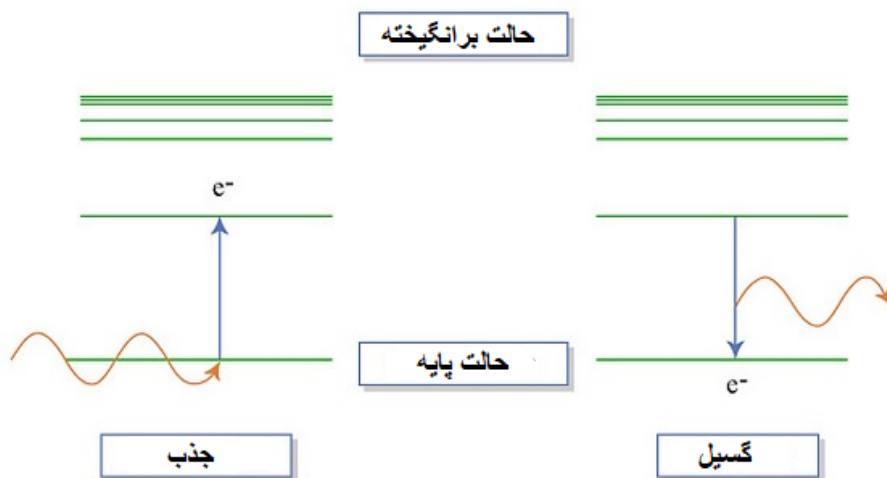 حالت برانگیخته
e-
حالت پایه
e-
جذب
گسیل